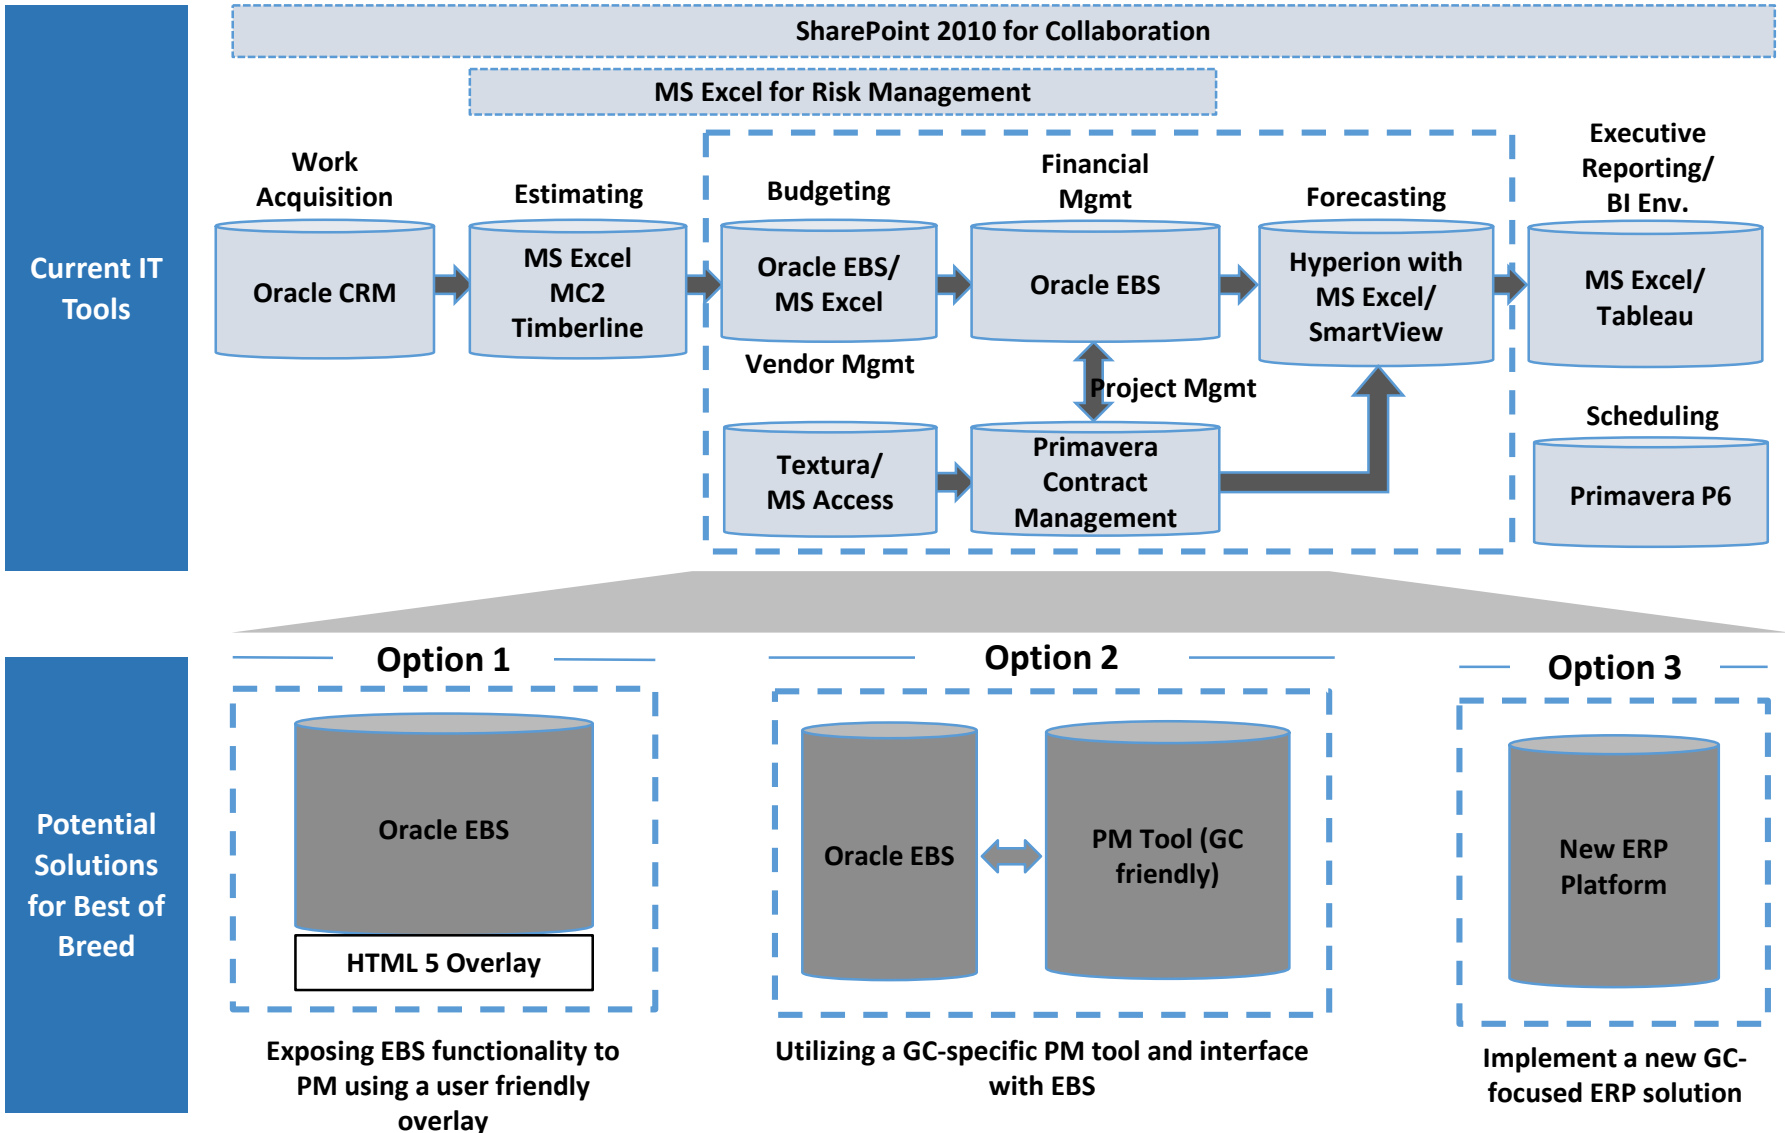 SharePoint 2010 for Collaboration
MS Excel for Risk Management
Current IT
Tools
Work
Acquisition
Oracle CRM
Estimating
MS Excel
MC2
Timberline
Budgeting
Oracle EBS/
MS Excel
Financial
Mgmt
Oracle EBS
Forecasting
Hyperion with
MS Excel/
SmartView
Executive
Reporting/
BI Env.
MS Excel/
Tableau
Vendor Mgmt
Textura/
MS Access
Project Mgmt
Primavera
Contract
Management
Scheduling
Primavera P6
Potential
Solutions
for Best of
Breed
Option 1
Oracle EBS
HTML 5 Overlay
Exposing EBS functionality to
PM using a user friendly
overlay
Option 2
Oracle EBS
PM Tool (GC
friendly)
Utilizing a GC-specific PM tool and interface
with EBS
Option 3
New ERP
Platform
Implement a new GC-
focused ERP solution